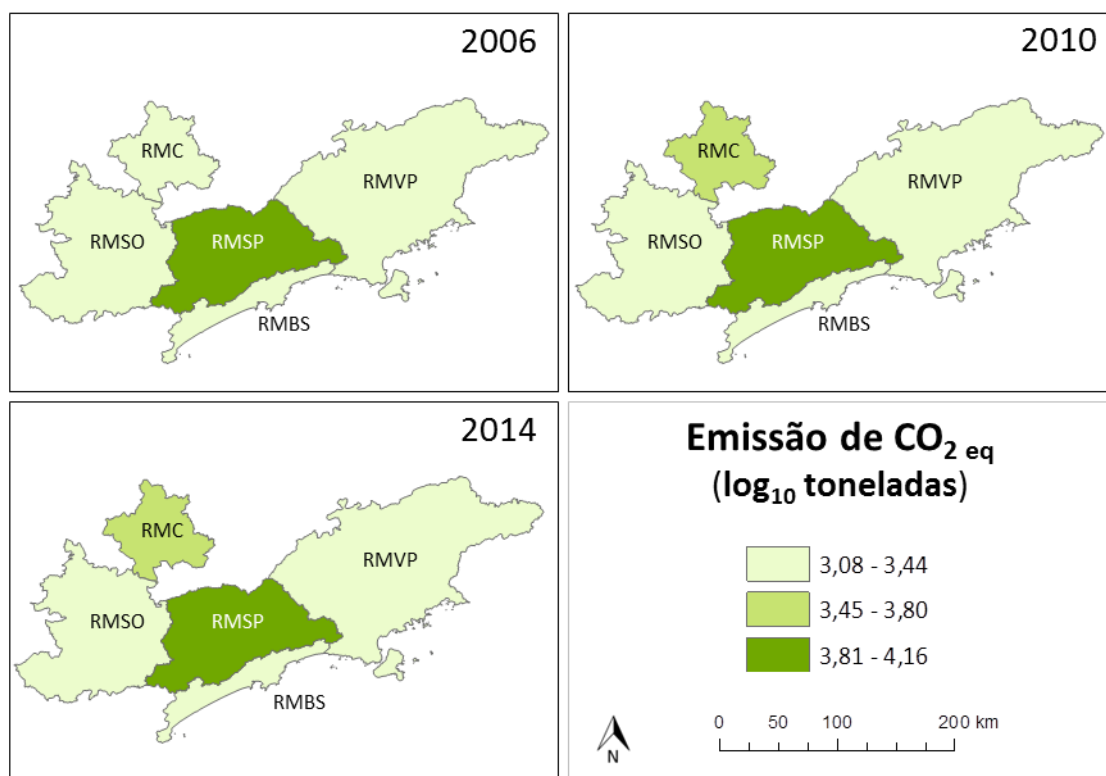 2006
RMC
RMVP
RMSO
RMSP
RMBS
2010
RMC
RMVP
RMSO
RMSP
RMBS
2014
RMC
RMVP
RMSO
RMSP
RMBS
Emissão de CO₂ eq
(log₁₀ toneladas)
3,08 - 3,44
3,45 - 3,80
3,81 - 4,16
N
0 50 100 200 km